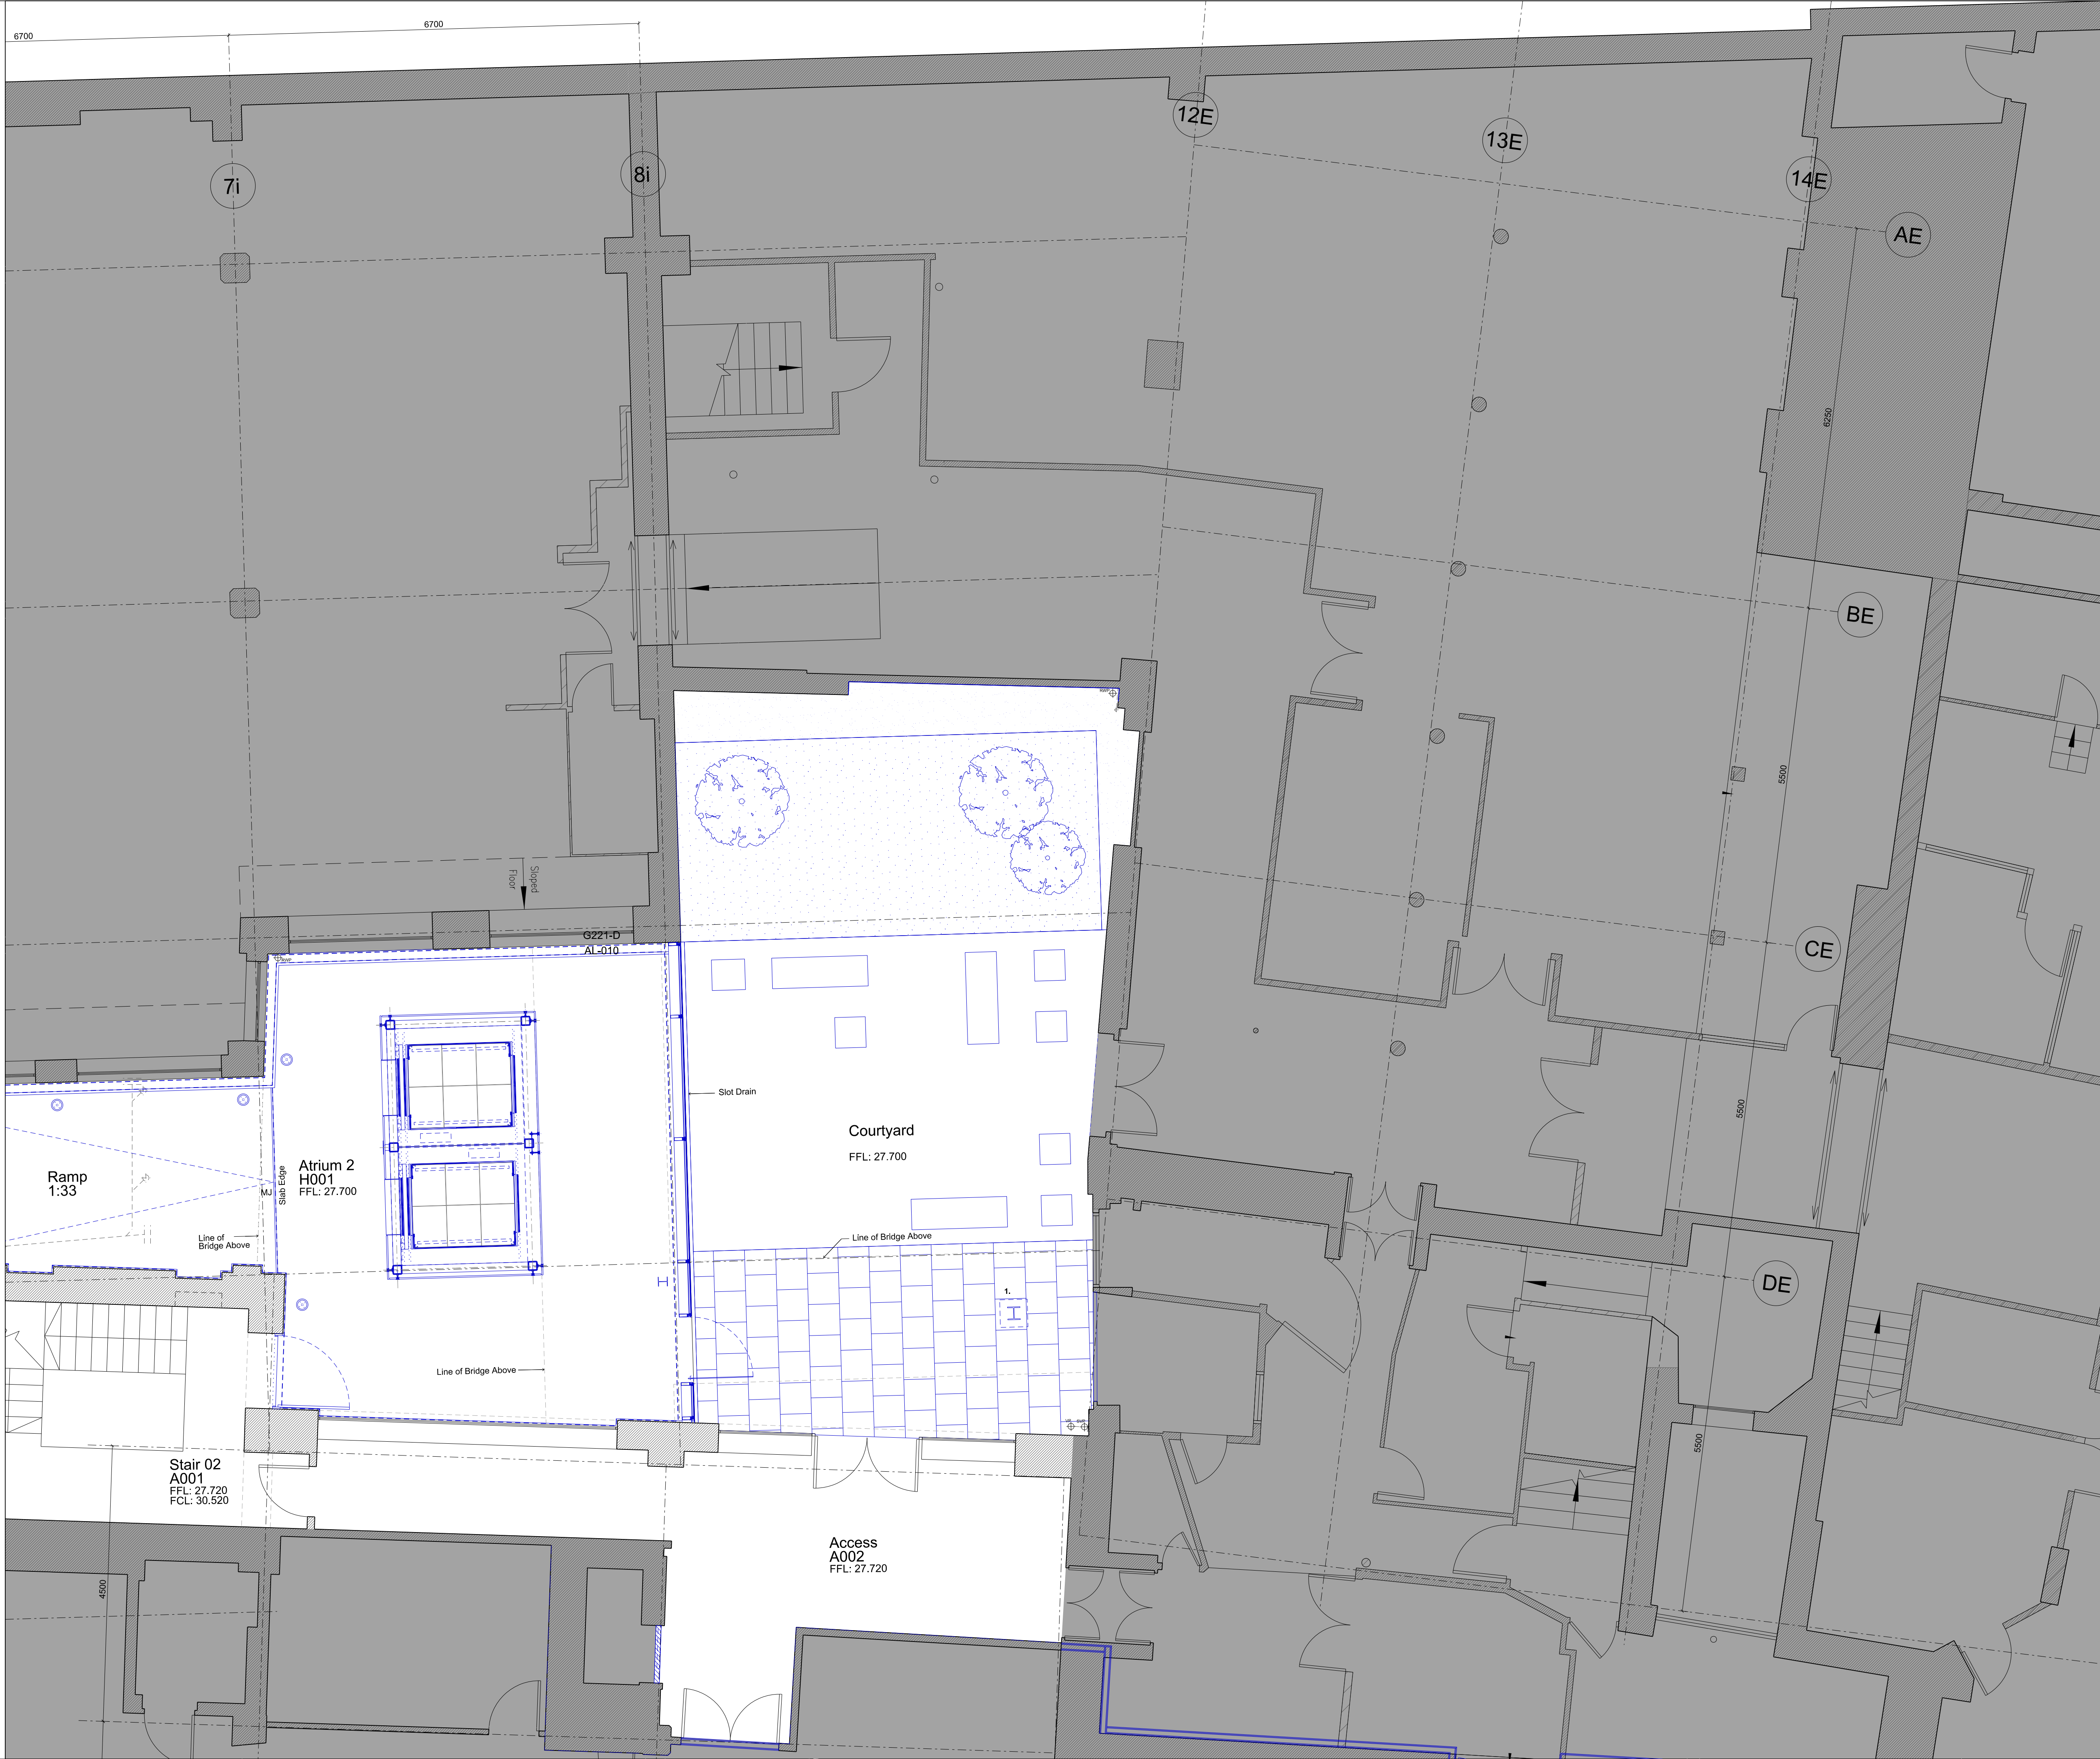 6700
6700
12E
13E
7i
8i
14E
AE
6250
BE
5500
Sloped
Floor
G221-D
AL-010
CE
Slot Drain
5500
Courtyard
FFL: 27.700
Atrium 2
H001
FFL: 27.700
Ramp
1:33
MJ
Slab Edge
Line of
Bridge Above
Line of Bridge Above
DE
1.
Line of Bridge Above
5500
Stair 02
A001
FFL: 27.720
FCL: 30.520
Access
A002
FFL: 27.720
4500